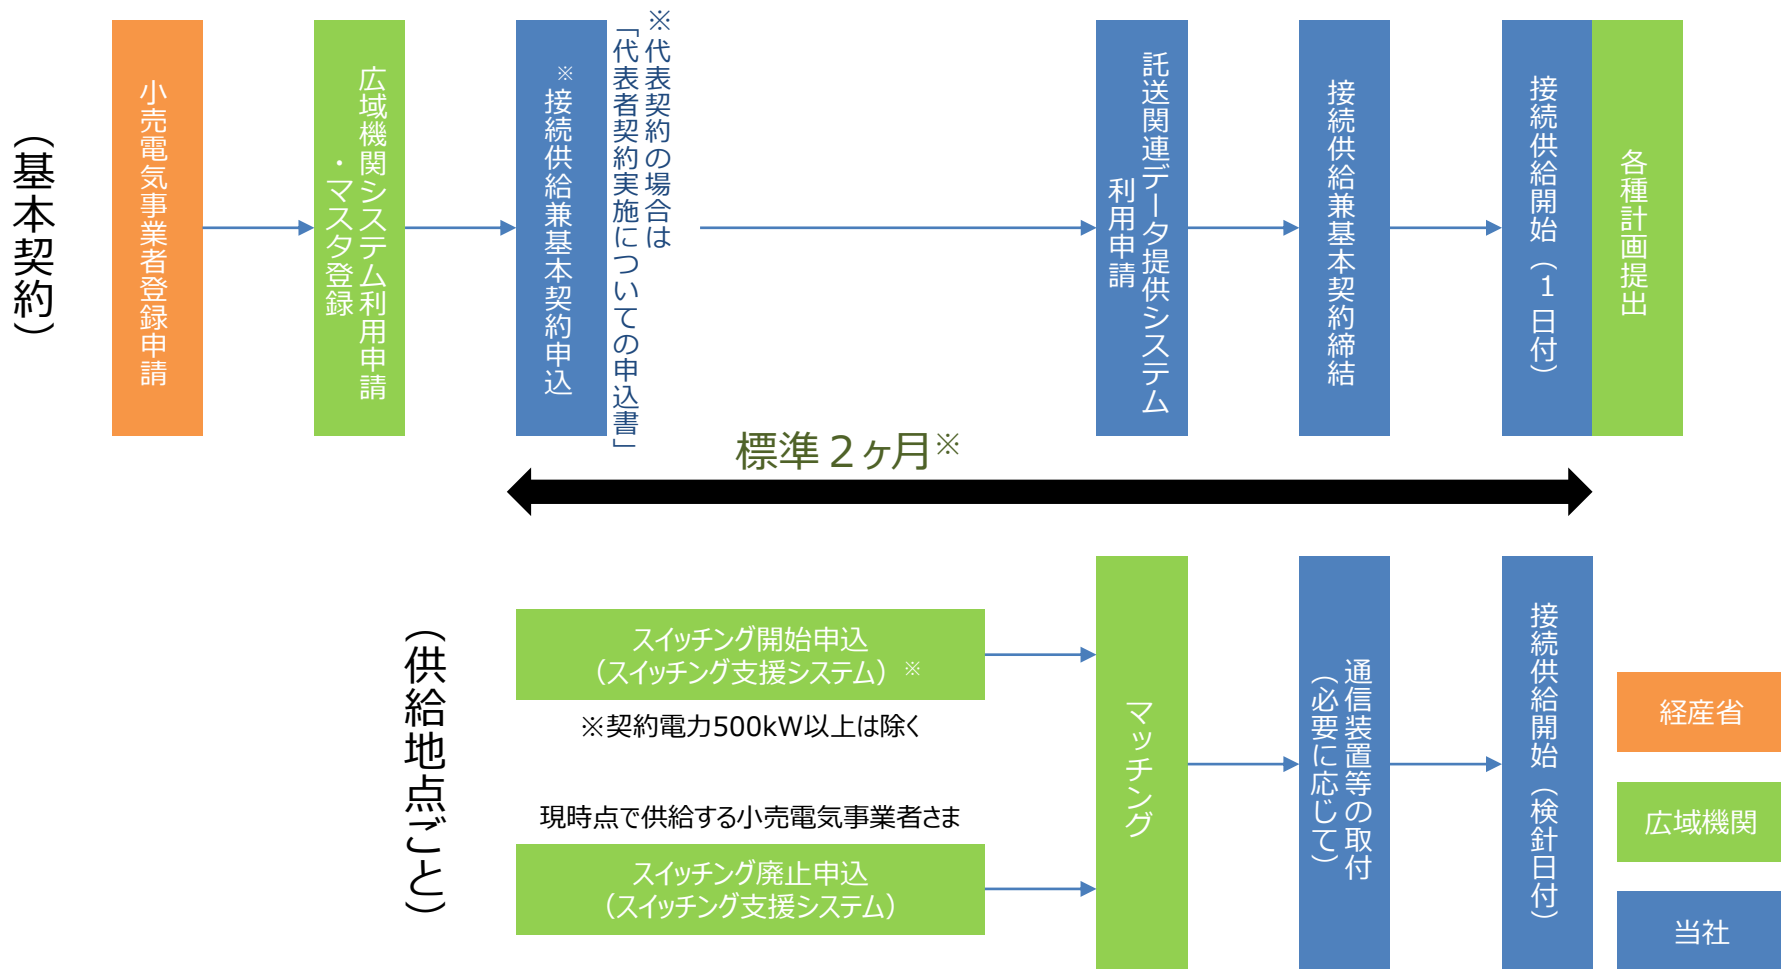 （基本契約）
小売電気事業者登録申請
広域機関システム利用申請
・マスタ登録
※接続供給兼基本契約申込
※代表契約の場合は
「代表者契約実施についての申込書」
託送関連データ提供システム
利用申請
接続供給兼基本契約締結
接続供給開始（１日付）
各種計画提出
標準２ヶ月※
（供給地点ごと）
スイッチング開始申込
（スイッチング支援システム）※
※契約電力500kW以上は除く
現時点で供給する小売電気事業者さま
スイッチング廃止申込
（スイッチング支援システム）
マッチング
通信装置等の取付
（必要に応じて）
接続供給開始（検針日付）
経産省
広域機関
当社